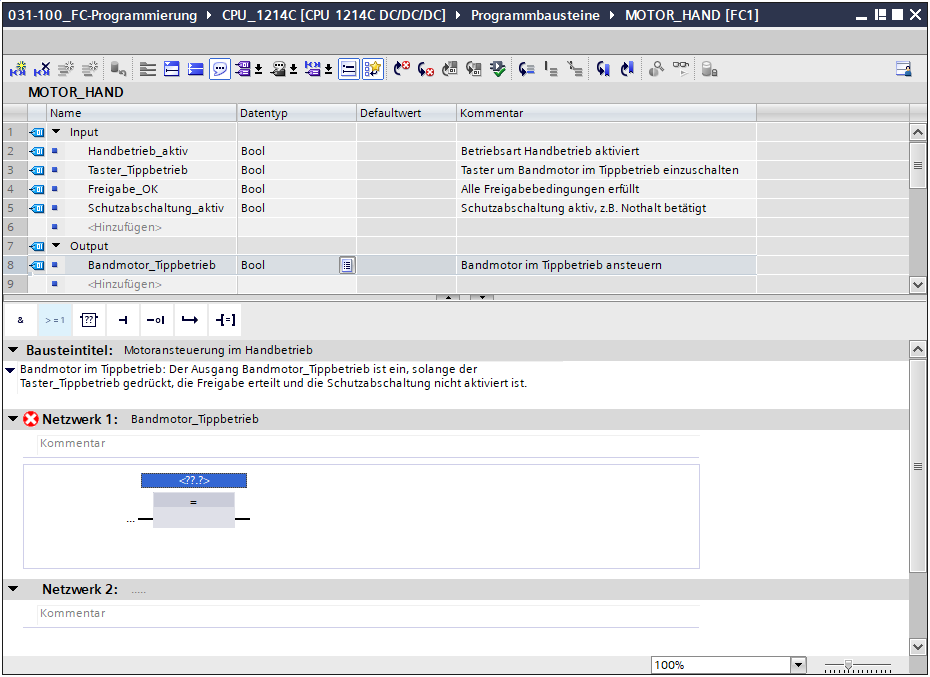 031-100_FC-Programmierung ▸ CPU_1214C [CPU 1214C DC/DC/DC] ▸ Programmbausteine ▸ MOTOR_HAND [FC1]
MOTOR_HAND
Name Datentyp Defaultwert Kommentar
1 Input
2 Handbetrieb_aktiv Bool Betriebsart Handbetrieb aktiviert
3 Taster_Tippbetrieb Bool Taster um Bandmotor im Tippbetrieb einzuschalten
4 Freigabe_OK Bool Alle Freigabebedingungen erfüllt
5 Schutzabschaltung_aktiv Bool Schutzabschaltung aktiv, z.B. Nothalt betätigt
6 <Hinzufügen>
7 Output
8 Bandmotor_Tippbetrieb Bool Bandmotor im Tippbetrieb ansteuern
9 <Hinzufügen>
& >=1 ?? –o| –[=]
Bausteintitel: Motoransteuerung im Handbetrieb
Bandmotor im Tippbetrieb: Der Ausgang Bandmotor_Tippbetrieb ist ein, solange der
Taster_Tippbetrieb gedrückt, die Freigabe erteilt und die Schutzabschaltung nicht aktiviert ist.
Netzwerk 1: Bandmotor_Tippbetrieb
Kommentar
<??.?>
=
...
Netzwerk 2: .....
Kommentar
100%